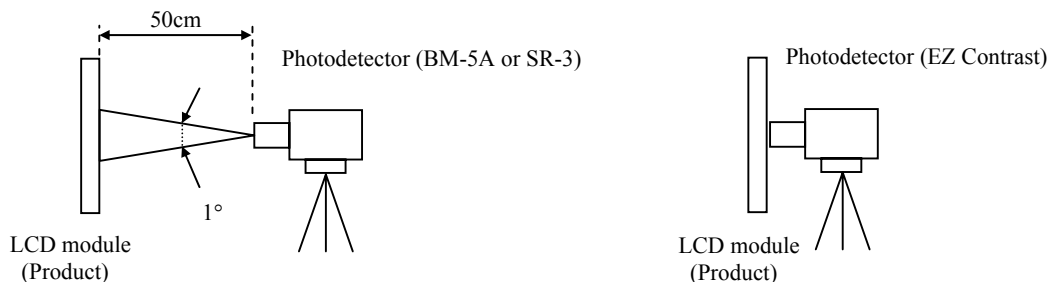 50cm
Photodetector (BM-5A or SR-3)
1°
LCD module
(Product)
Photodetector (EZ Contrast)
LCD module
(Product)